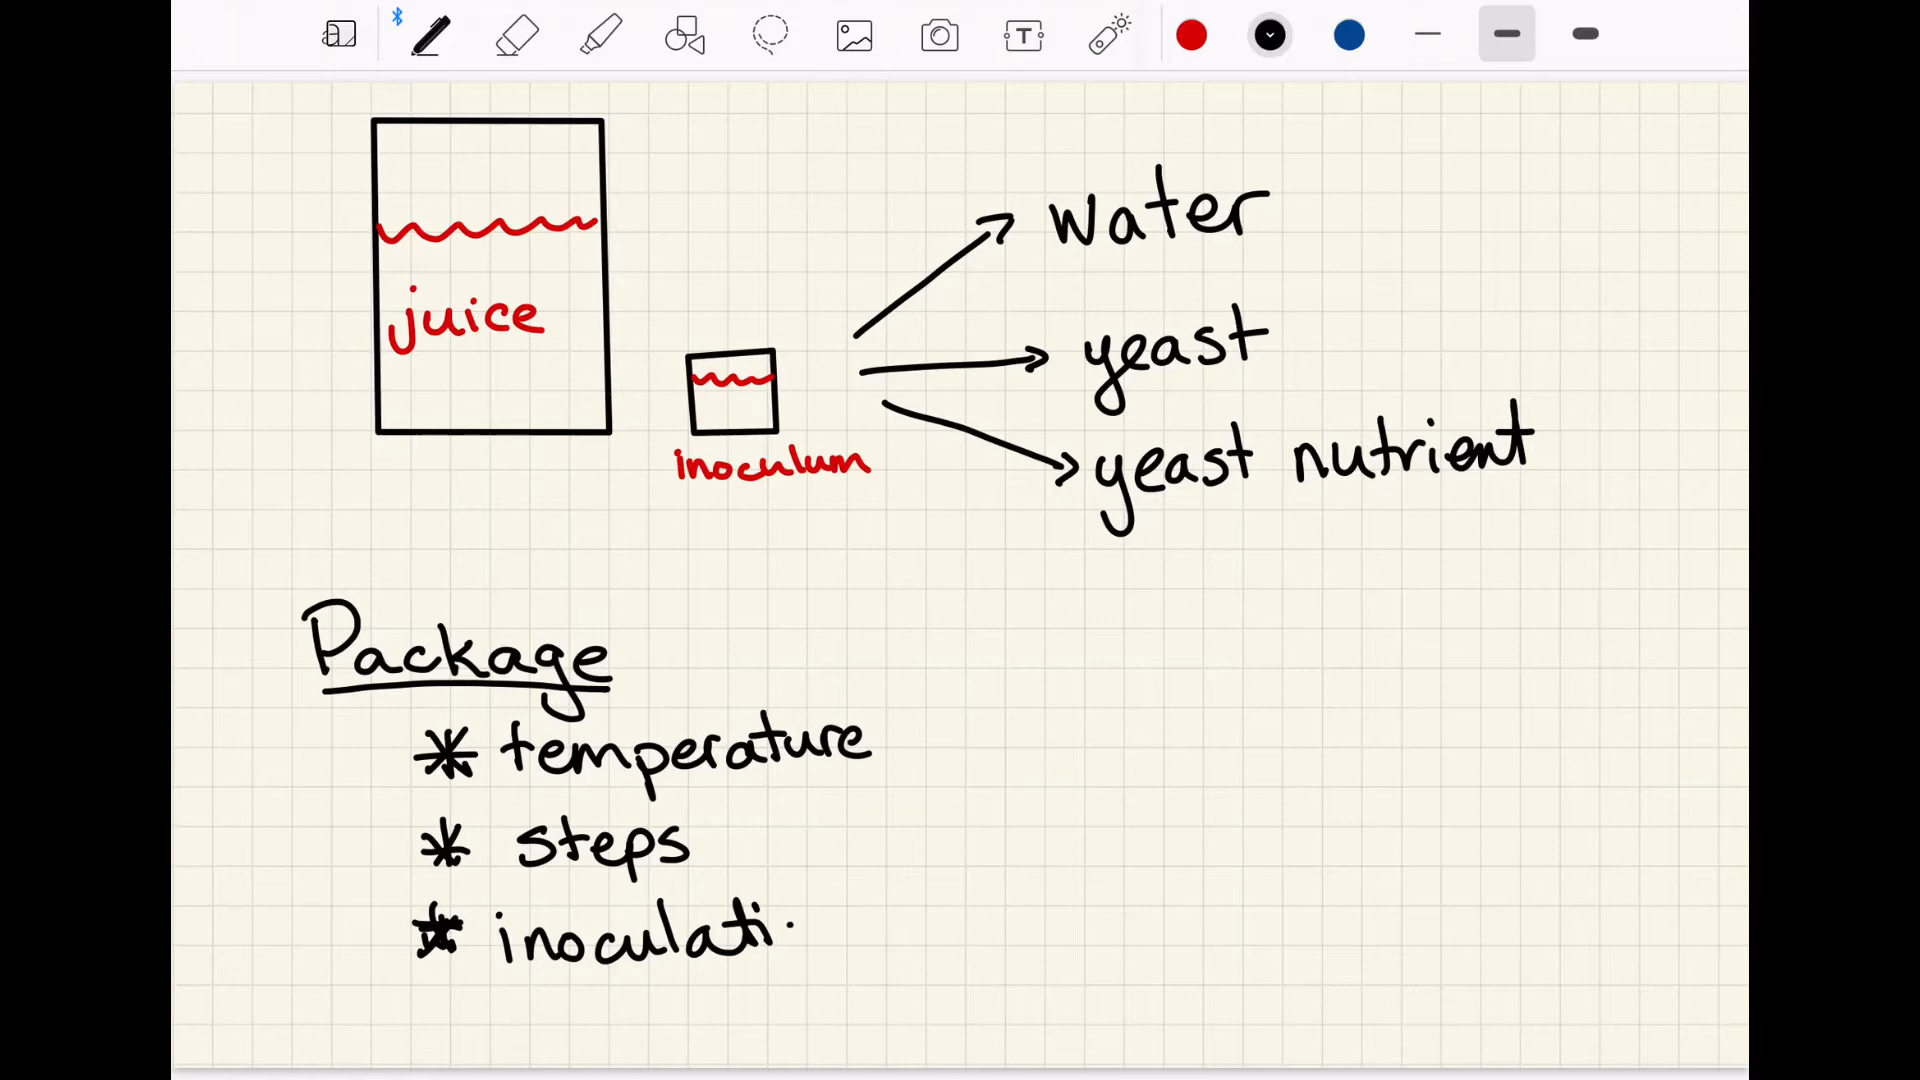 water
juice
yeast
inoculum
yeast nutrient
Package
* temperature
* steps
* inoculati